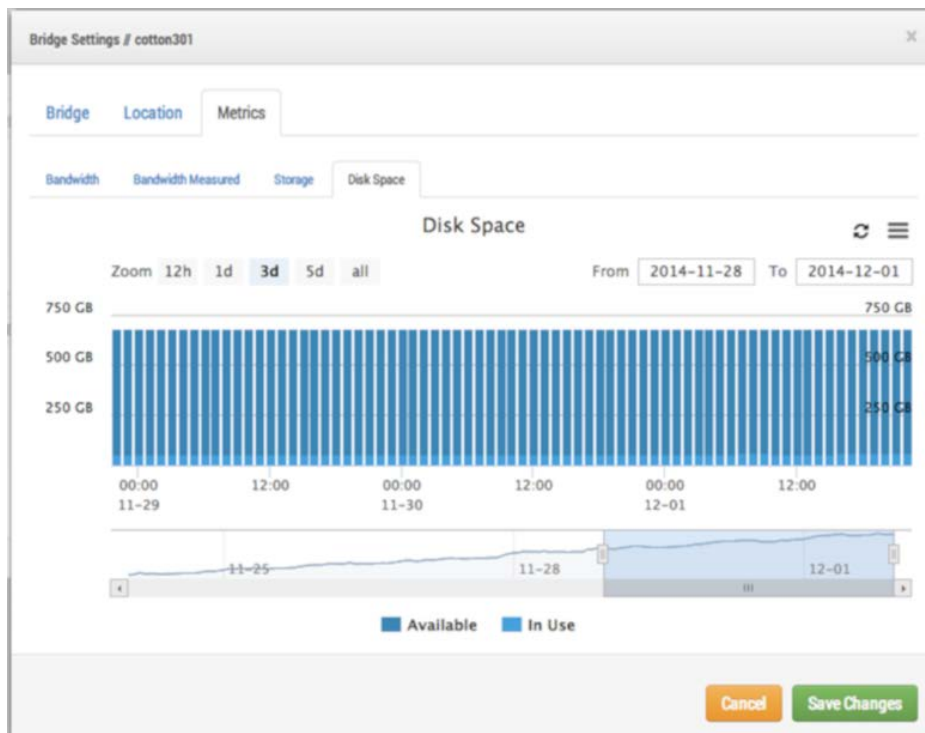 Bridge Settings // cotton301 ×
Bridge Location Metrics
Bandwidth Bandwidth Measured Storage Disk Space
Disk Space
Zoom 12h 1d 3d 5d all From 2014-11-28 To 2014-12-01
750 GB 750 GB
500 GB 500 GB
250 GB 250 GB
00:00 12:00 00:00 12:00 00:00 12:00
11-29 11-30 12-01
11-25 11-28 12-01
Available In Use
Cancel Save Changes